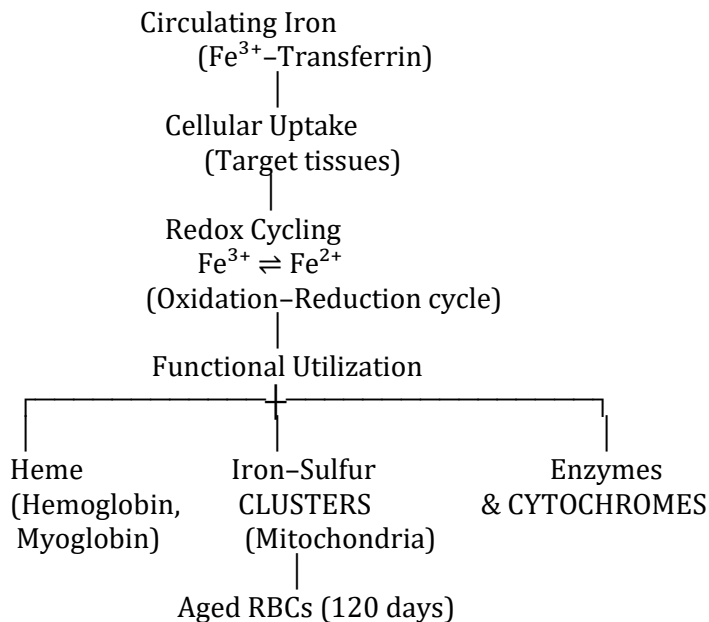 Circulating Iron
(Fe³⁺–Transferrin)
Cellular Uptake
(Target tissues)
Redox Cycling
Fe³⁺ ⇌ Fe²⁺
(Oxidation–Reduction cycle)
Functional Utilization
Heme Iron–Sulfur Enzymes
(Hemoglobin, CLUSTERS & CYTOCHROMES
Myoglobin) (Mitochondria)
Aged RBCs (120 days)